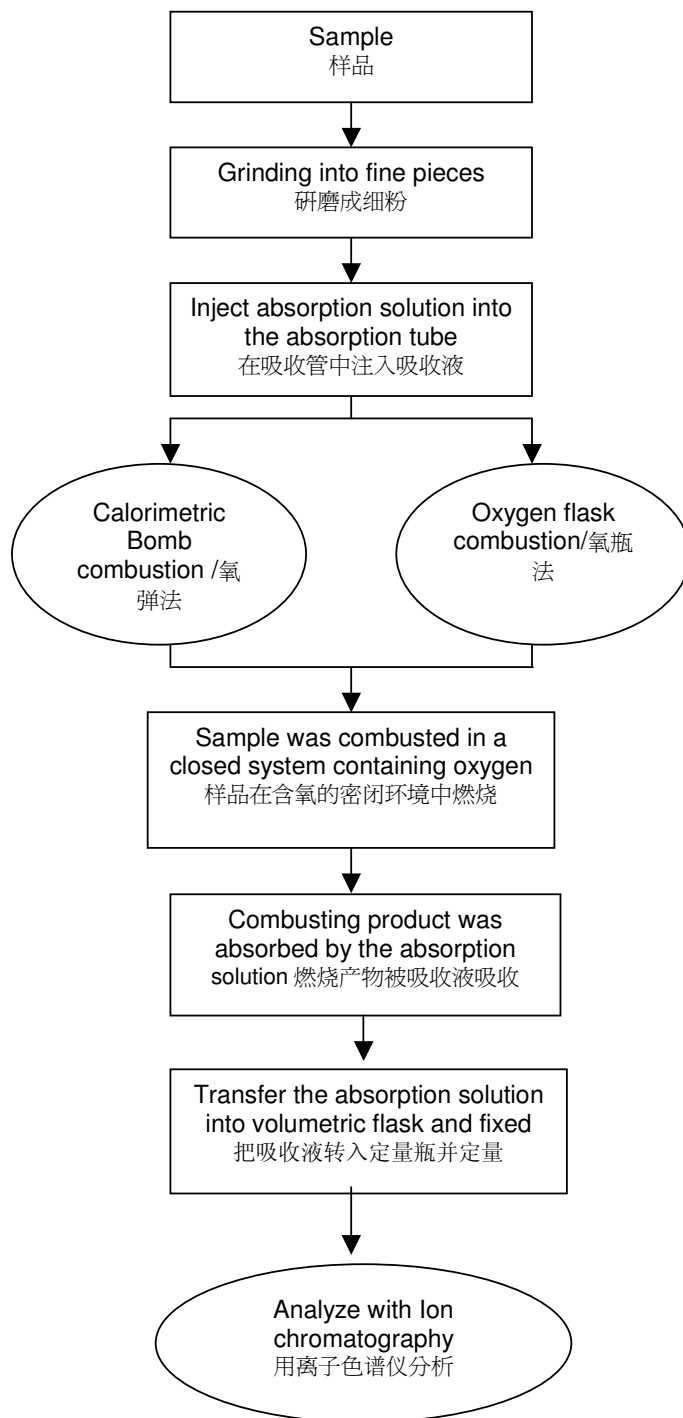 Sample
样品
Grinding into fine pieces
研磨成细粉
Inject absorption solution into
the absorption tube
在吸收管中注入吸收液
Calorimetric
Bomb
combustion /氧
弹法
Oxygen flask
combustion/氧瓶
法
Sample was combusted in a
closed system containing oxygen
样品在含氧的密闭环境中燃烧
Combusting product was
absorbed by the absorption
solution 燃烧产物被吸收液吸收
Transfer the absorption solution
into volumetric flask and fixed
把吸收液转入定量瓶并定量
Analyze with Ion
chromatography
用离子色谱仪分析